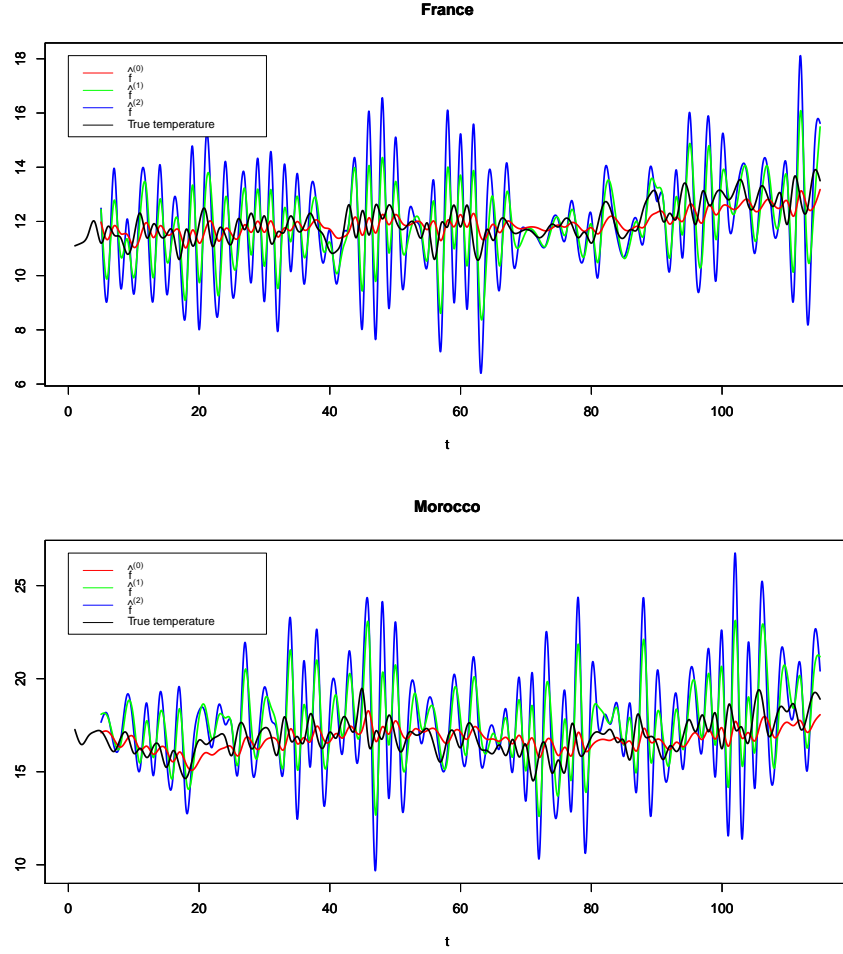 France
18
16
14
12
10
8
6
f̂(0)
f̂(1)
f̂(2)
True temperature
0 20 40 60 80 100
t
Morocco
25
20
15
10
f̂(0)
f̂(1)
f̂(2)
True temperature
0 20 40 60 80 100
t